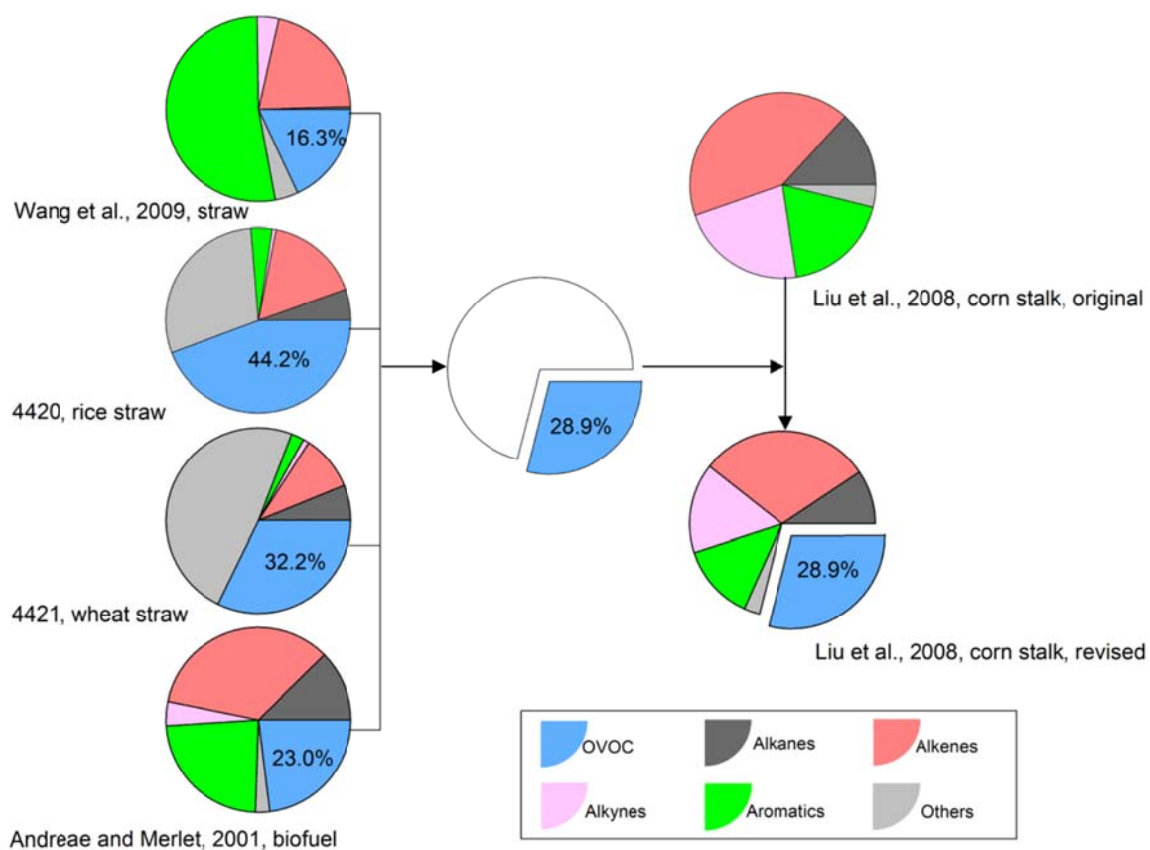 16.3%
Wang et al., 2009, straw
44.2%
4420, rice straw
32.2%
4421, wheat straw
23.0%
Andreae and Merlet, 2001, biofuel
28.9%
Liu et al., 2008, corn stalk, original
28.9%
Liu et al., 2008, corn stalk, revised
OVOC Alkanes Alkenes
Alkynes Aromatics Others